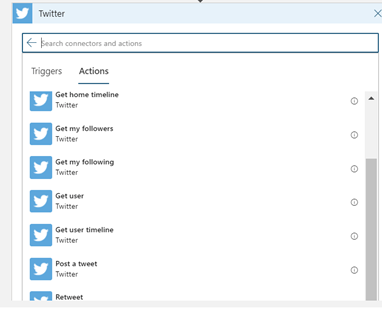 Twitter
Search connectors and actions
Triggers Actions
Get home timeline
Twitter
Get my followers
Twitter
Get my following
Twitter
Get user
Twitter
Get user timeline
Twitter
Post a tweet
Twitter
Retweet